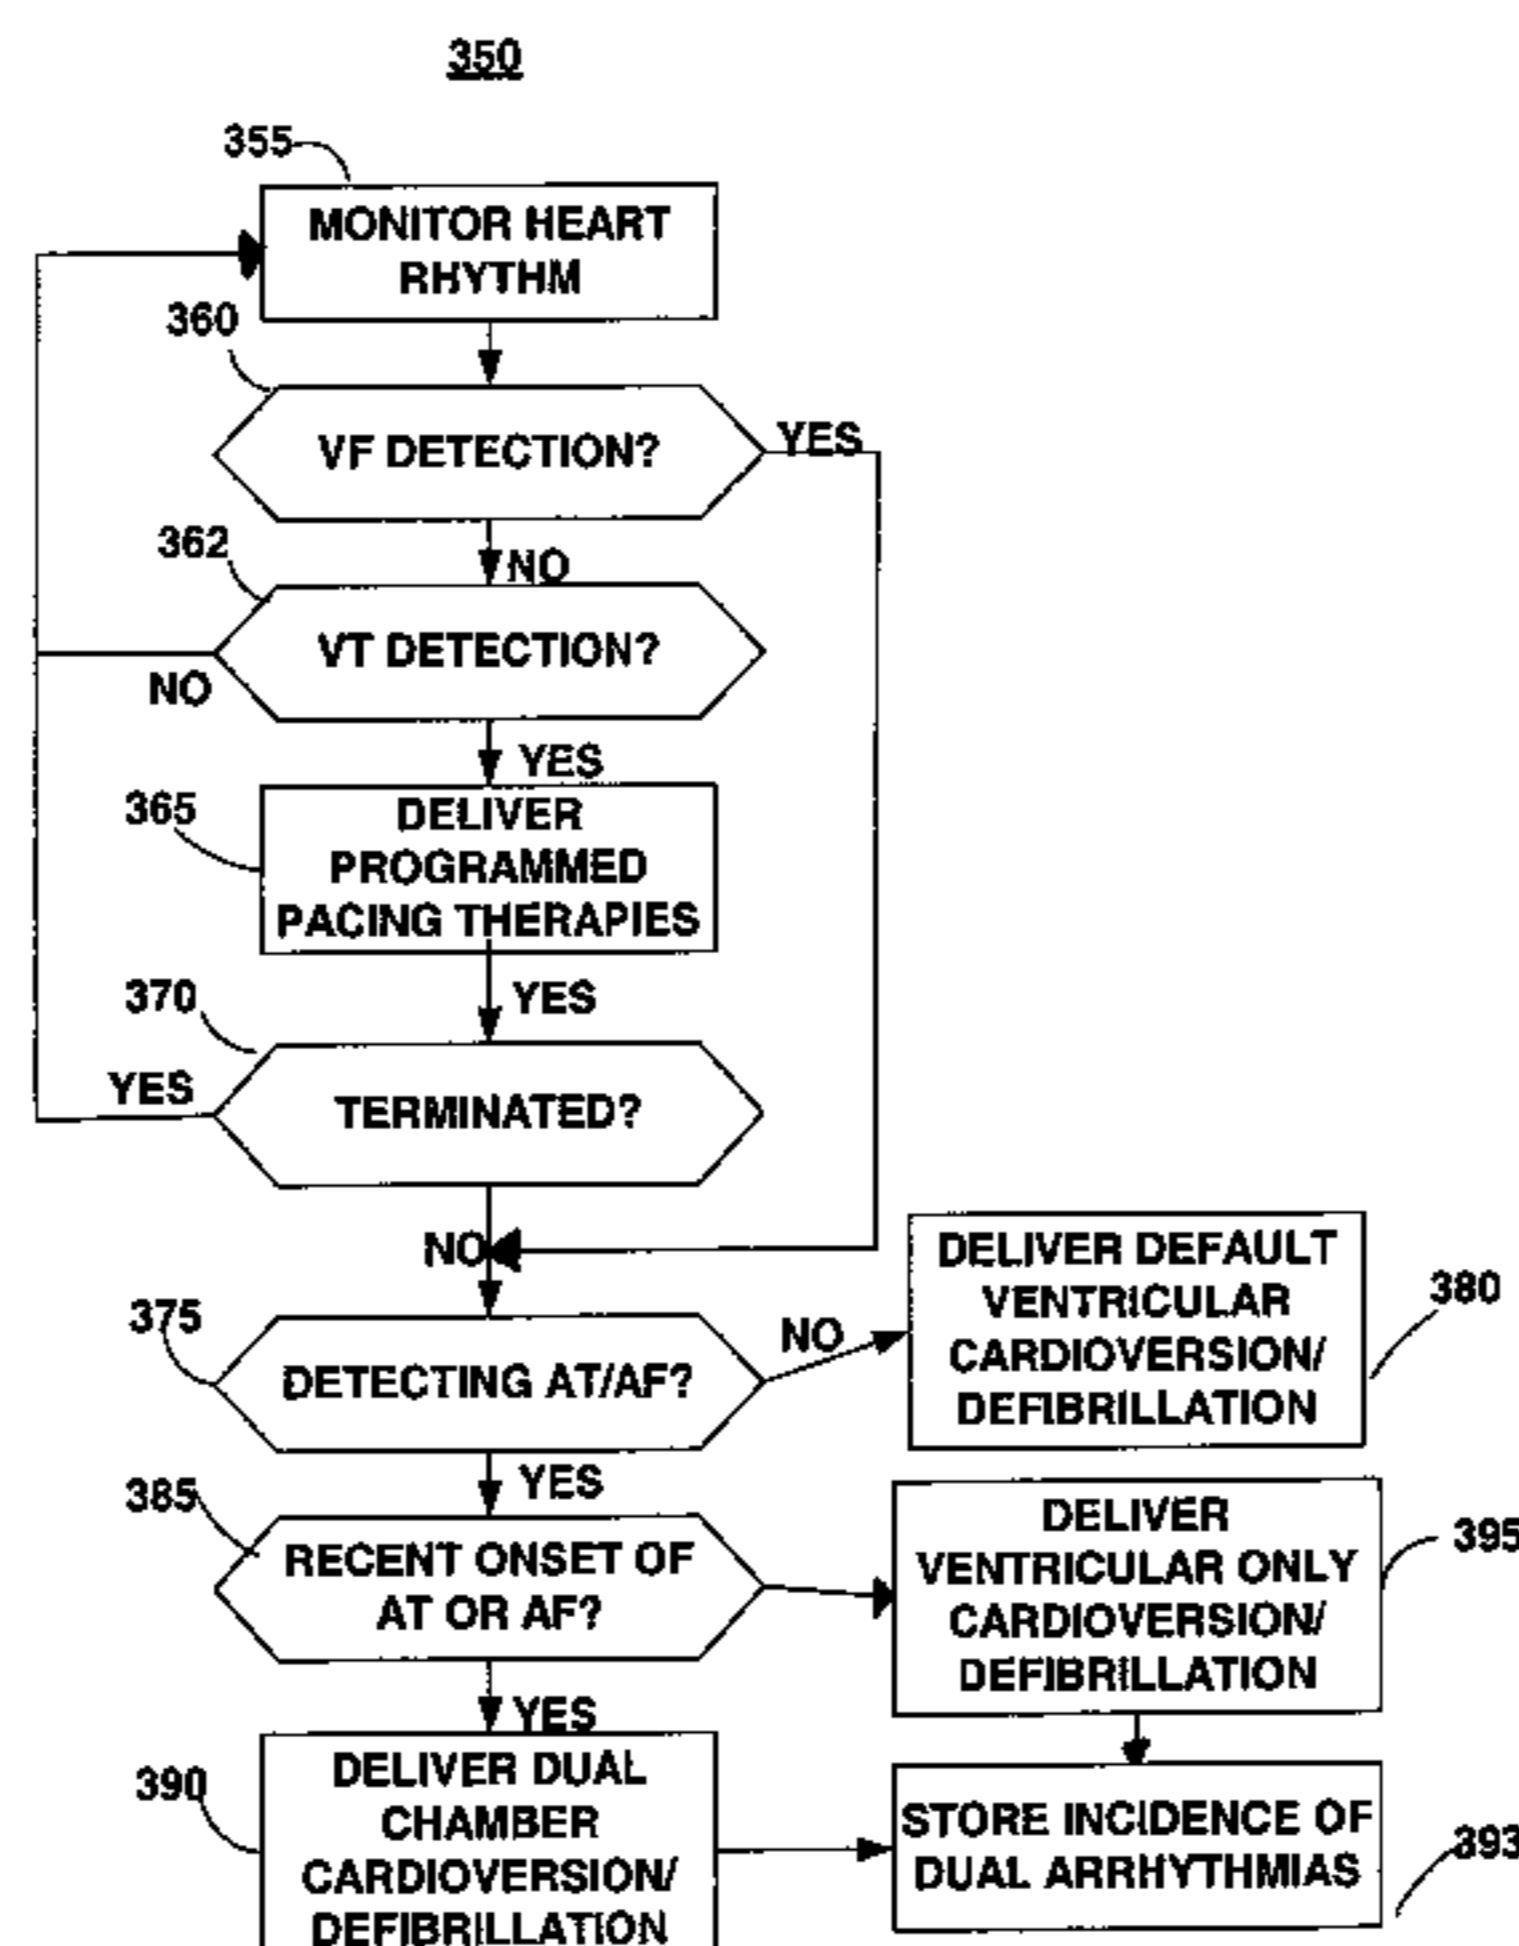 350
355
MONITOR HEART
RHYTHM
360
VF DETECTION?
YES
362
NO
VT DETECTION?
NO
YES
365
DELIVER
PROGRAMMED
PACING THERAPIES
370
YES
YES
TERMINATED?
NO
375
DETECTING AT/AF?
NO
DELIVER DEFAULT
VENTRICULAR
CARDIOVERSION/
DEFIBRILLATION
380
YES
385
RECENT ONSET OF
AT OR AF?
DELIVER
VENTRICULAR ONLY
CARDIOVERSION/
DEFIBRILLATION
395
YES
390
DELIVER DUAL
CHAMBER
CARDIOVERSION/
DEFIBRILLATION
STORE INCIDENCE OF
DUAL ARRHYTHMIAS
393